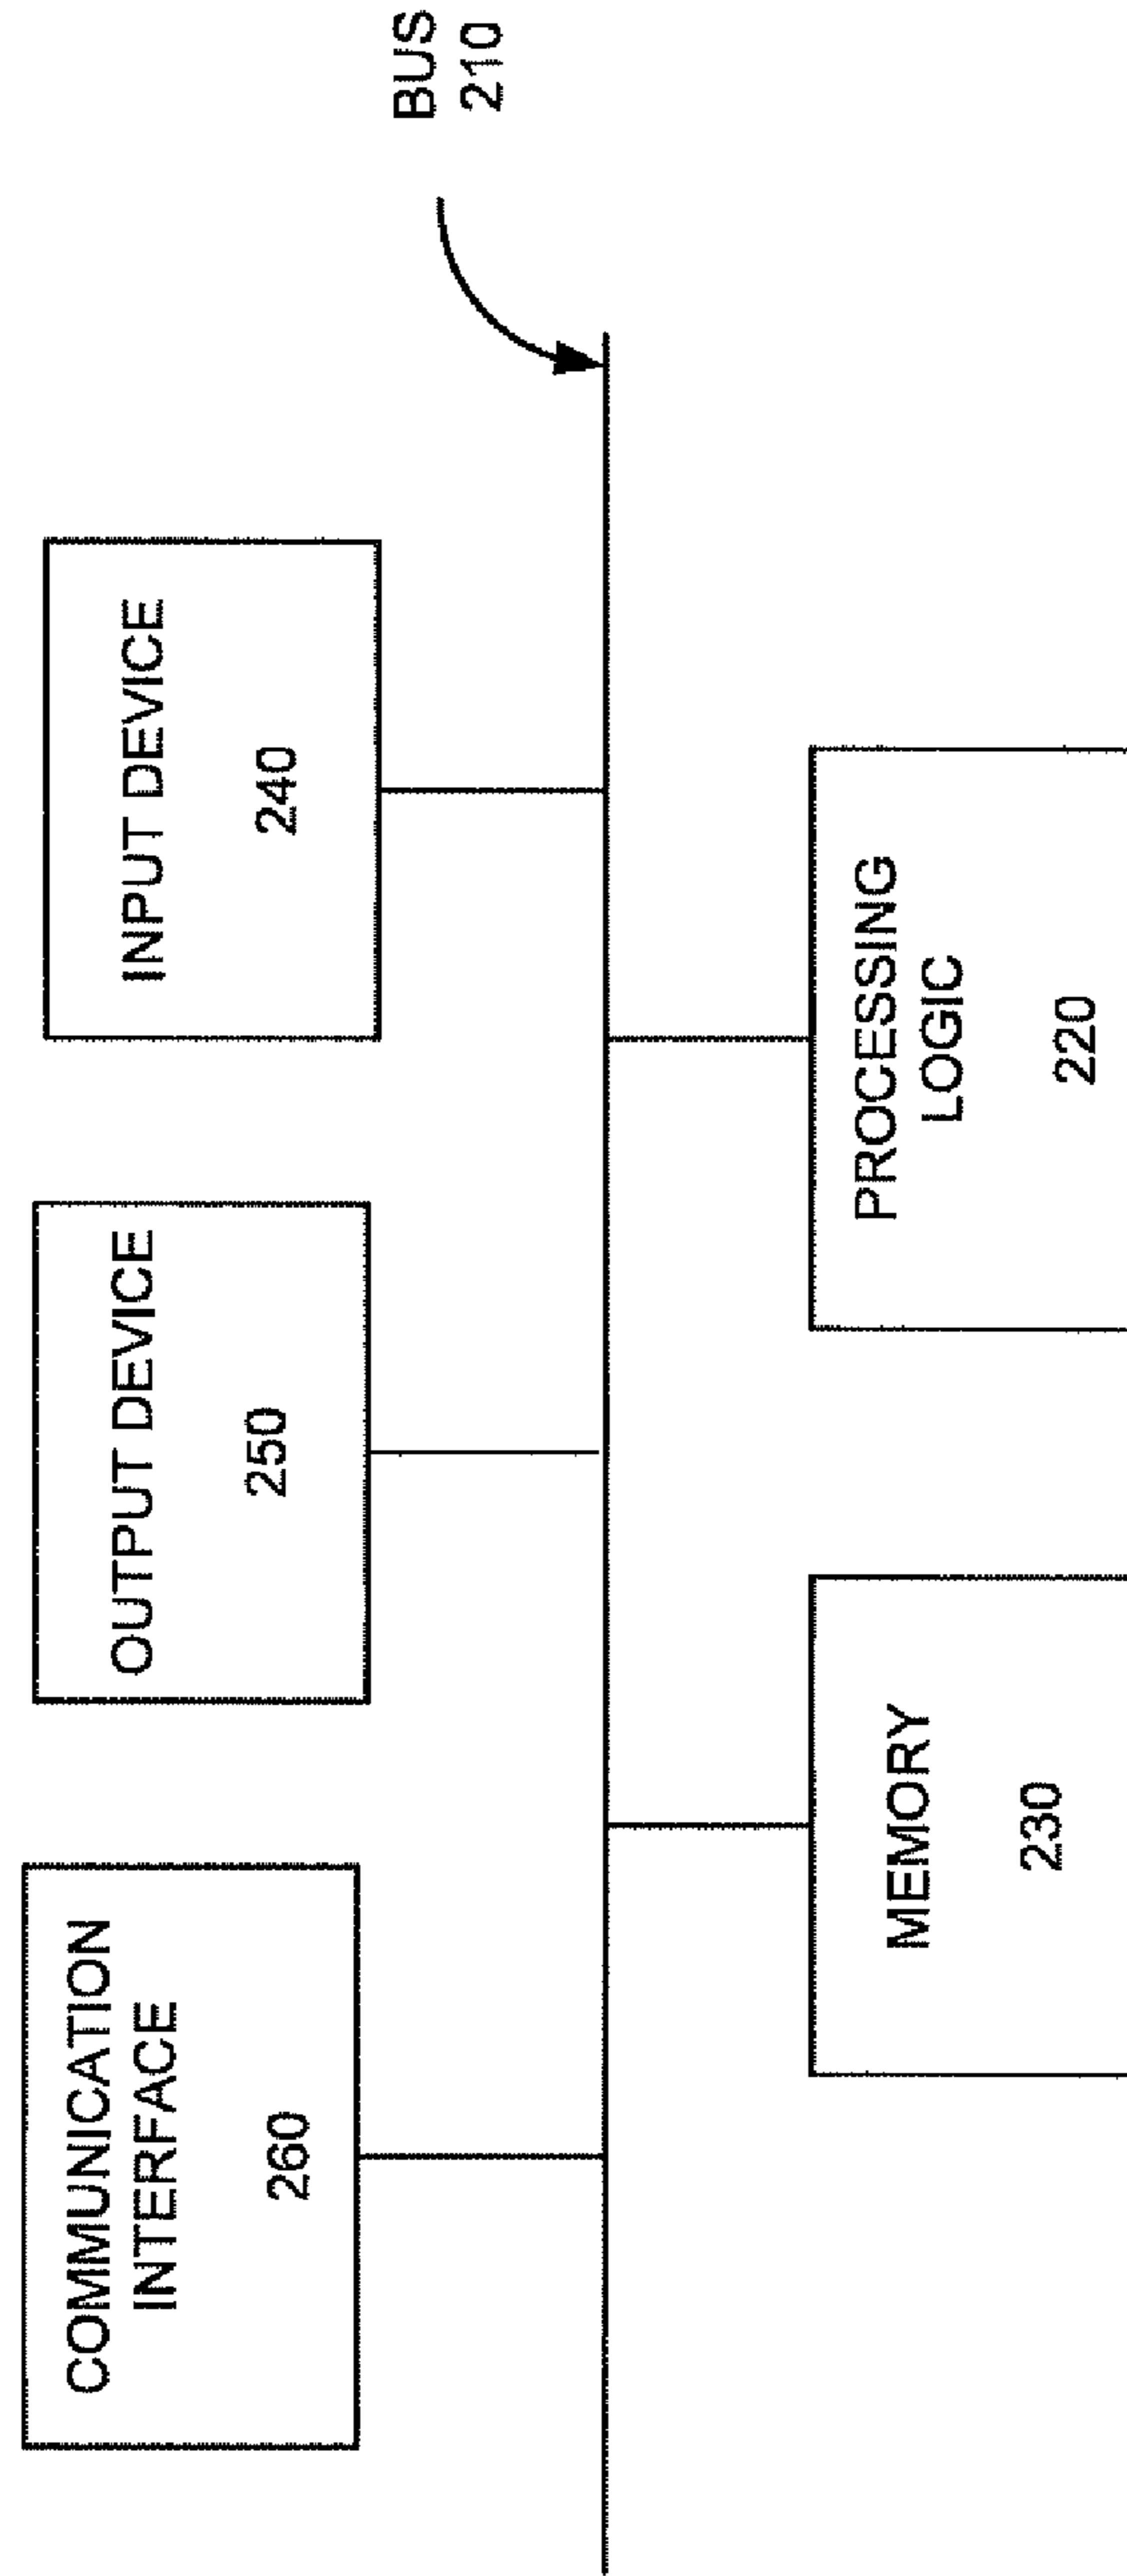 COMMUNICATION
INTERFACE
260
OUTPUT DEVICE
250
INPUT DEVICE
240
BUS
210
MEMORY
230
PROCESSING
LOGIC
220